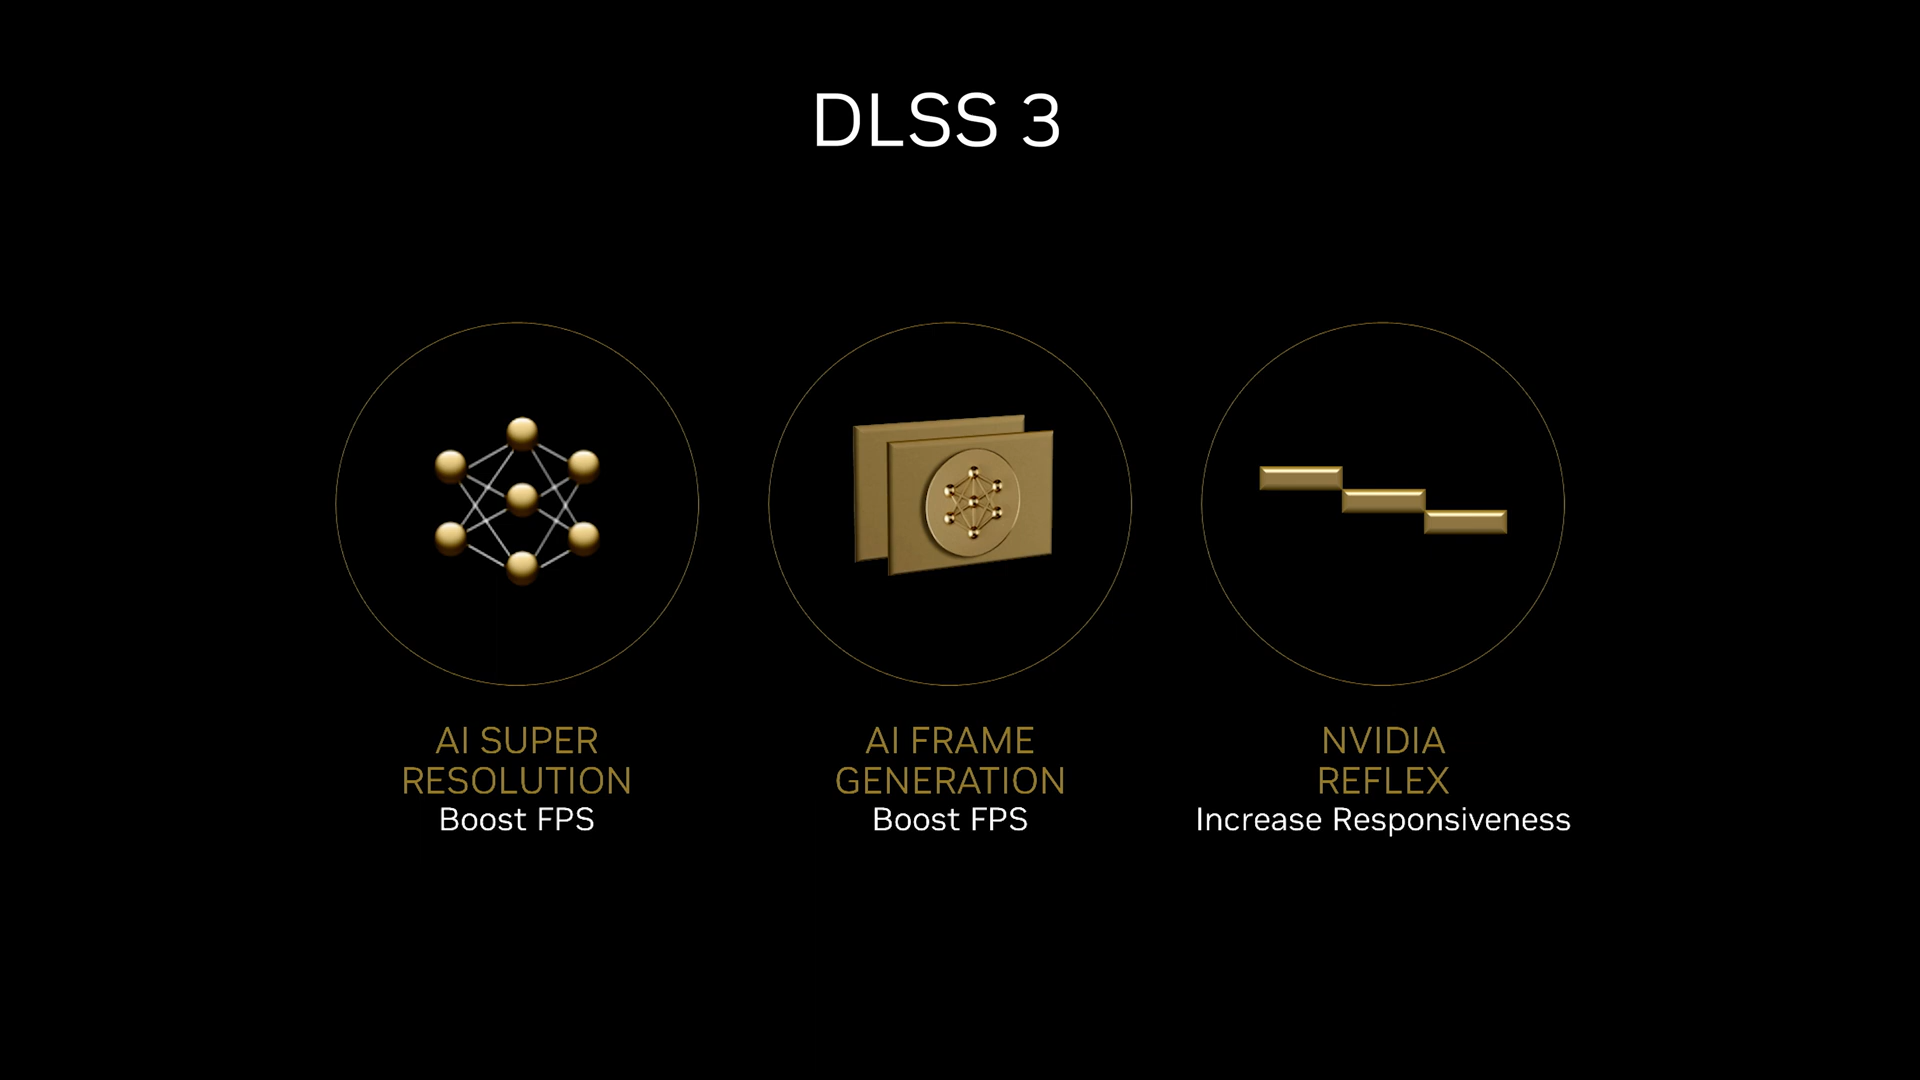 DLSS 3
AI SUPER
RESOLUTION
Boost FPS
AI FRAME
GENERATION
Boost FPS
NVIDIA
REFLEX
Increase Responsiveness